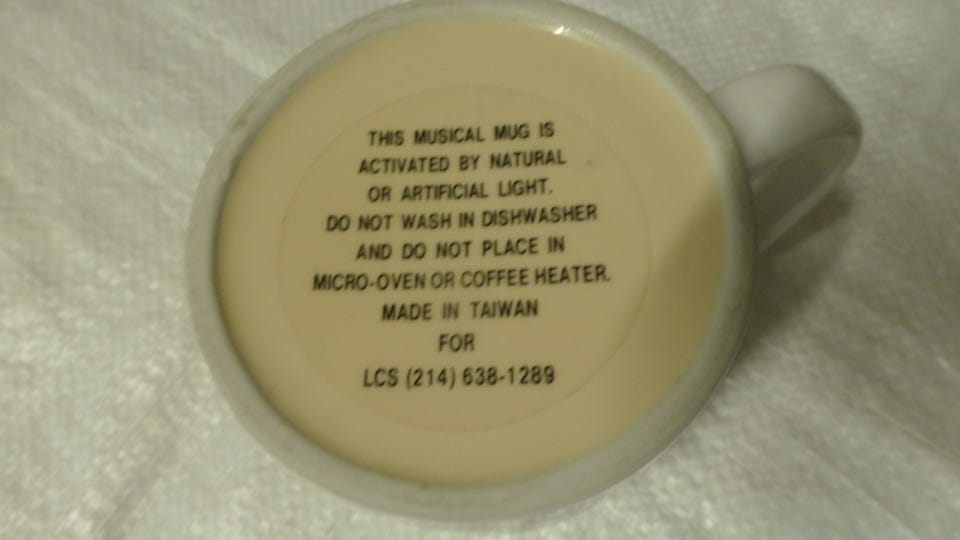 THIS MUSICAL MUG IS
ACTIVATED BY NATURAL
OR ARTIFICIAL LIGHT.
DO NOT WASH IN DISHWASHER
AND DO NOT PLACE IN
MICRO-OVEN OR COFFEE HEATER.
MADE IN TAIWAN
FOR
LCS (214) 638-1289